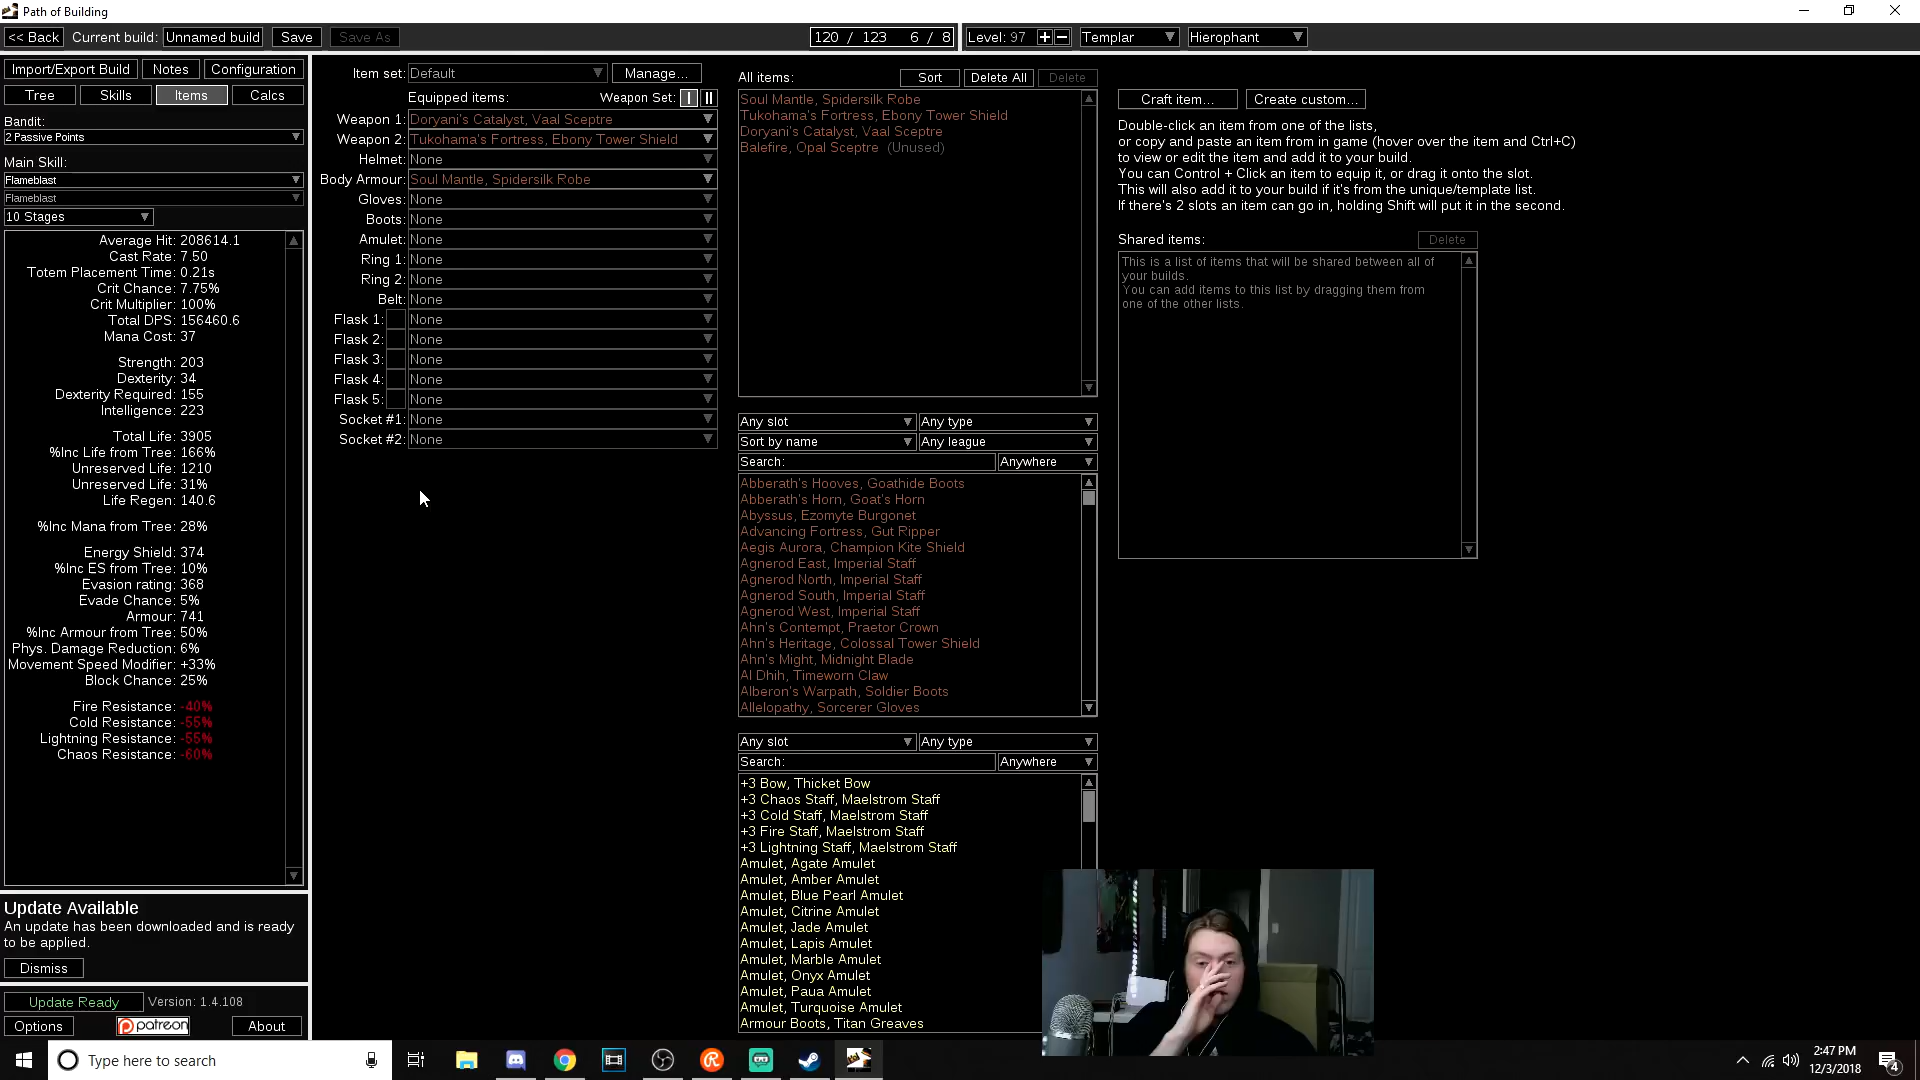 Path of Building
<< Back
Current build:
Unnamed build
Save
Save As
120 / 123 6 / 8
Level: 97
+
-
Templar
Hierophant
Import/Export Build
Notes
Configuration
Tree
Skills
Items
Calcs
Bandit:
2 Passive Points
Main Skill:
Flameblast
Flameblast
10 Stages
Average Hit: 208614.1
Cast Rate: 7.50
Totem Placement Time: 0.21s
Crit Chance: 7.75%
Crit Multiplier: 100%
Total DPS: 156460.6
Mana Cost: 37
Strength: 203
Dexterity: 34
Dexterity Required: 155
Intelligence: 223
Total Life: 3905
%Inc Life from Tree: 166%
Unreserved Life: 1210
Unreserved Life: 31%
Life Regen: 140.6
%Inc Mana from Tree: 28%
Energy Shield: 374
%Inc ES from Tree: 10%
Evasion rating: 368
Evade Chance: 5%
Armour: 741
%Inc Armour from Tree: 50%
Phys. Damage Reduction: 6%
Movement Speed Modifier: +33%
Block Chance: 25%
Fire Resistance: -40%
Cold Resistance: -55%
Lightning Resistance: -55%
Chaos Resistance: -60%
Update Available
An update has been downloaded and is ready
to be applied.
Dismiss
Update Ready
Version: 1.4.108
Options
patreon
About
Item set: Default
Manage...
Equipped items:
Weapon Set: I II
Weapon 1: Doryani's Catalyst, Vaal Sceptre
Weapon 2: Tukohama's Fortress, Ebony Tower Shield
Helmet: None
Body Armour: Soul Mantle, Spidersilk Robe
Gloves: None
Boots: None
Amulet: None
Ring 1: None
Ring 2: None
Belt: None
Flask 1: None
Flask 2: None
Flask 3: None
Flask 4: None
Flask 5: None
Socket #1: None
Socket #2: None
All items:
Sort
Delete All
Delete
Soul Mantle, Spidersilk Robe
Tukohama's Fortress, Ebony Tower Shield
Doryani's Catalyst, Vaal Sceptre
Balefire, Opal Sceptre (Unused)
Any slot
Any type
Sort by name
Any league
Search:
Anywhere
Abberath's Hooves, Goathide Boots
Abberath's Horn, Goat's Horn
Abyssus, Ezomyte Burgonet
Advancing Fortress, Gut Ripper
Aegis Aurora, Champion Kite Shield
Agnerod East, Imperial Staff
Agnerod North, Imperial Staff
Agnerod South, Imperial Staff
Agnerod West, Imperial Staff
Ahn's Contempt, Praetor Crown
Ahn's Heritage, Colossal Tower Shield
Ahn's Might, Midnight Blade
Al Dhih, Timeworn Claw
Alberon's Warpath, Soldier Boots
Allelopathy, Sorcerer Gloves
Any slot
Any type
Search:
Anywhere
+3 Bow, Thicket Bow
+3 Chaos Staff, Maelstrom Staff
+3 Cold Staff, Maelstrom Staff
+3 Fire Staff, Maelstrom Staff
+3 Lightning Staff, Maelstrom Staff
Amulet, Agate Amulet
Amulet, Amber Amulet
Amulet, Blue Pearl Amulet
Amulet, Citrine Amulet
Amulet, Jade Amulet
Amulet, Lapis Amulet
Amulet, Marble Amulet
Amulet, Onyx Amulet
Amulet, Paua Amulet
Amulet, Turquoise Amulet
Armour Boots, Titan Greaves
Craft item...
Create custom...
Double-click an item from one of the lists,
or copy and paste an item from in game (hover over the item and Ctrl+C)
to view or edit the item and add it to your build.
You can Control + Click an item to equip it, or drag it onto the slot.
This will also add it to your build if it's from the unique/template list.
If there's 2 slots an item can go in, holding Shift will put it in the second.
Shared items:
Delete
This is a list of items that will be shared between all of
your builds.
You can add items to this list by dragging them from
one of the other lists.
Type here to search
2:47 PM
12/3/2018
4